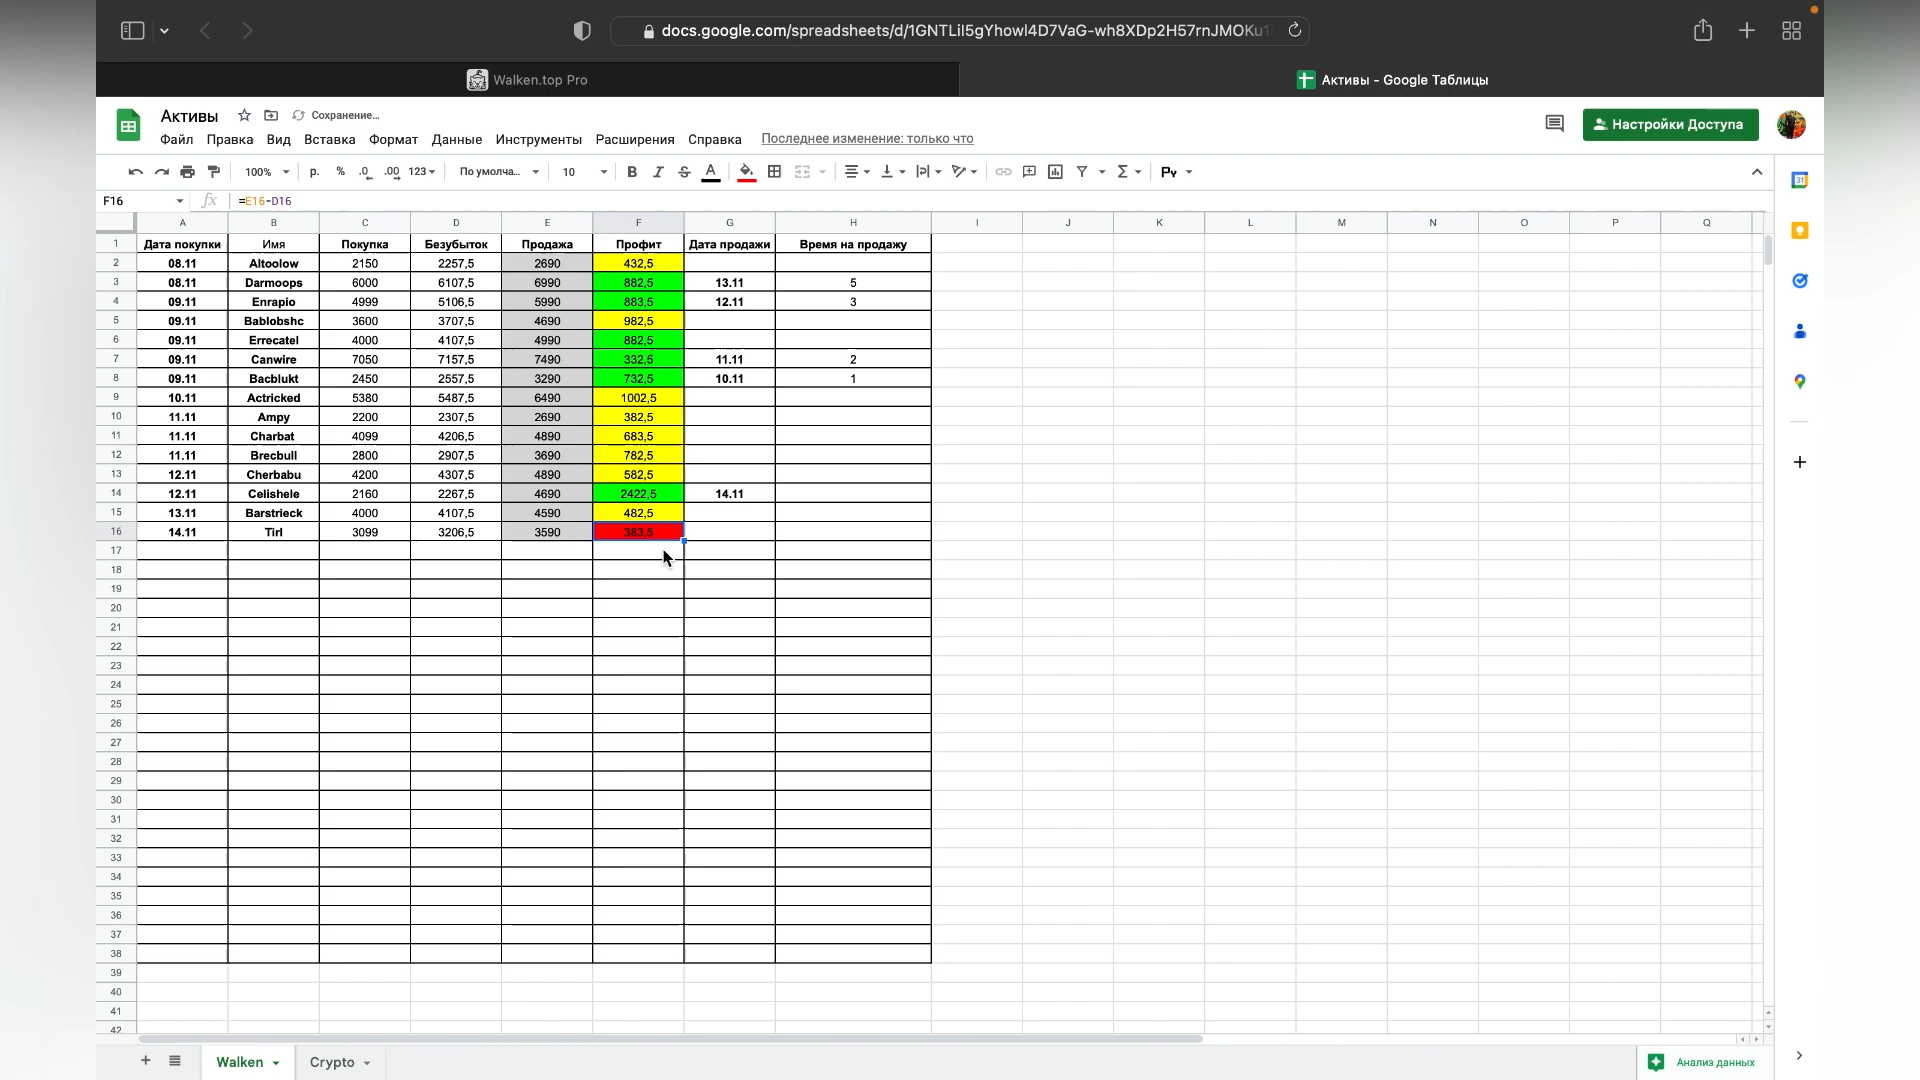 docs.google.com/spreadsheets/d/1GNTLil5gYhowl4D7VaG-wh8XDp2H57rnJMOKu1
Walken.top Pro
Активы - Google Таблицы
Активы Сохранение...
Файл Правка Вид Вставка Формат Данные Инструменты Расширения Справка Последнее изменение: только что
Настройки Доступа
100% р. % .0 .00 123 По умолча... 10 B I S A Ру
31
F16 fx =E16-D16
A B C D E F G H I J K L M N O P Q
1 Дата покупки Имя Покупка Безубыток Продажа Профит Дата продажи Время на продажу
2 08.11 Altoolow 2150 2257,5 2690 432,5
3 08.11 Darmoops 6000 6107,5 6990 882,5 13.11 5
4 09.11 Enrapio 4999 5106,5 5990 883,5 12.11 3
5 09.11 Bablobshc 3600 3707,5 4690 982,5
6 09.11 Errecatel 4000 4107,5 4990 882,5
7 09.11 Canwire 7050 7157,5 7490 332,5 11.11 2
8 09.11 Bacblukt 2450 2557,5 3290 732,5 10.11 1
9 10.11 Actricked 5380 5487,5 6490 1002,5
10 11.11 Ampy 2200 2307,5 2690 382,5
11 11.11 Charbat 4099 4206,5 4890 683,5
12 11.11 Brecbull 2800 2907,5 3690 782,5
13 12.11 Cherbabu 4200 4307,5 4890 582,5
14 12.11 Celishele 2160 2267,5 4690 2422,5 14.11
15 13.11 Barstrieck 4000 4107,5 4590 482,5
16 14.11 Tirl 3099 3206,5 3590 383,5
17
18
19
20
21
22
23
24
25
26
27
28
29
30
31
32
33
34
35
36
37
38
39
40
41
42
Walken Crypto Анализ данных